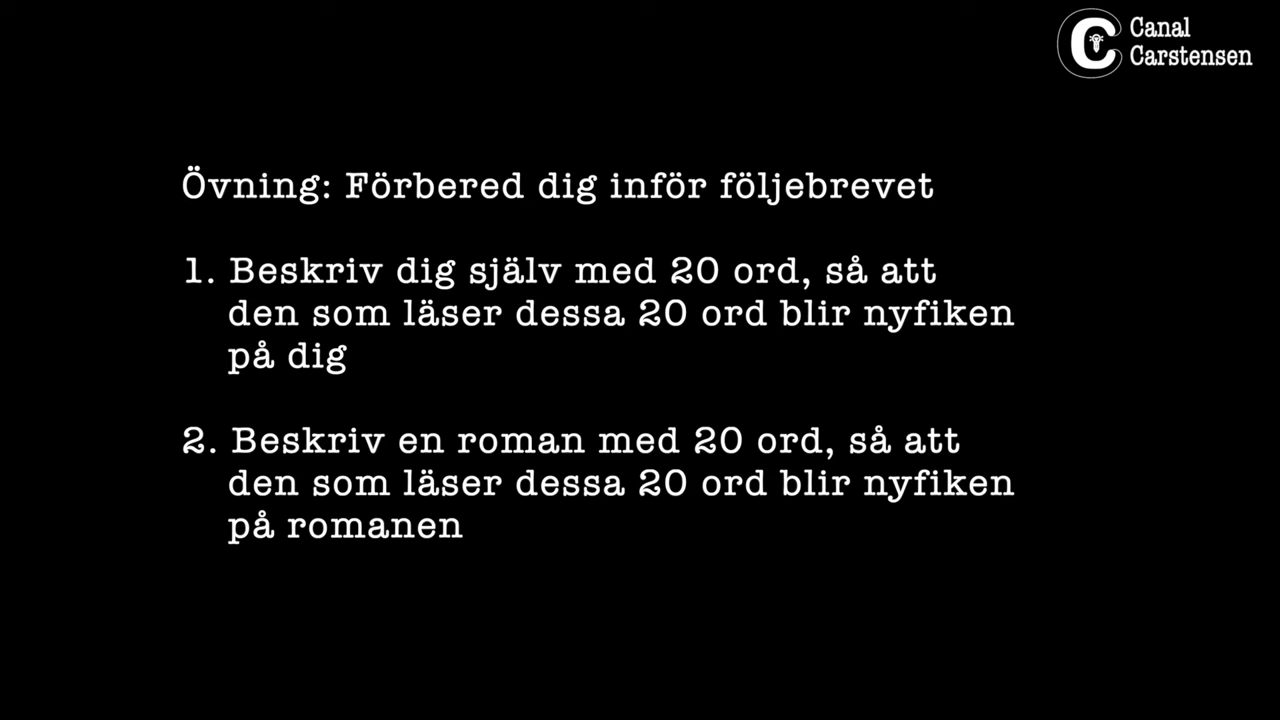 Canal
Carstensen
Övning: Förbered dig inför följebrevet
1. Beskriv dig själv med 20 ord, så att
den som läser dessa 20 ord blir nyfiken
på dig
2. Beskriv en roman med 20 ord, så att
den som läser dessa 20 ord blir nyfiken
på romanen